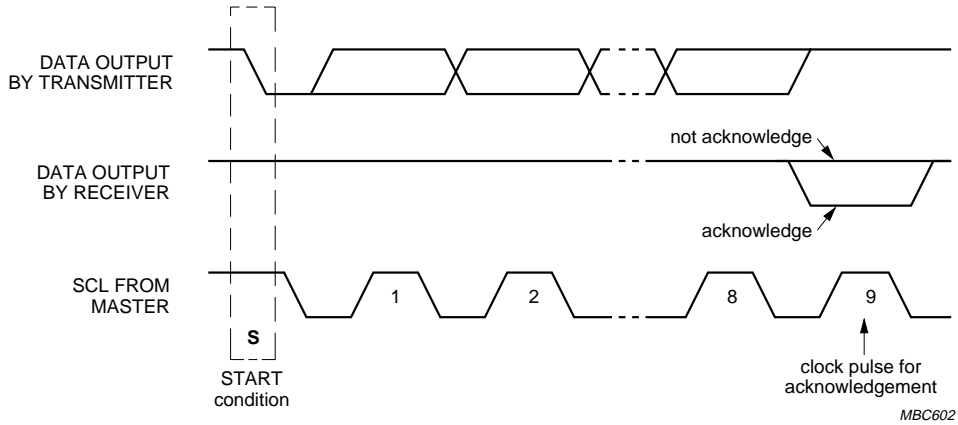 DATA OUTPUT
BY TRANSMITTER
not acknowledge
DATA OUTPUT
BY RECEIVER
acknowledge
SCL FROM
MASTER
1
2
8
9
S
START
condition
clock pulse for
acknowledgement
MBC602